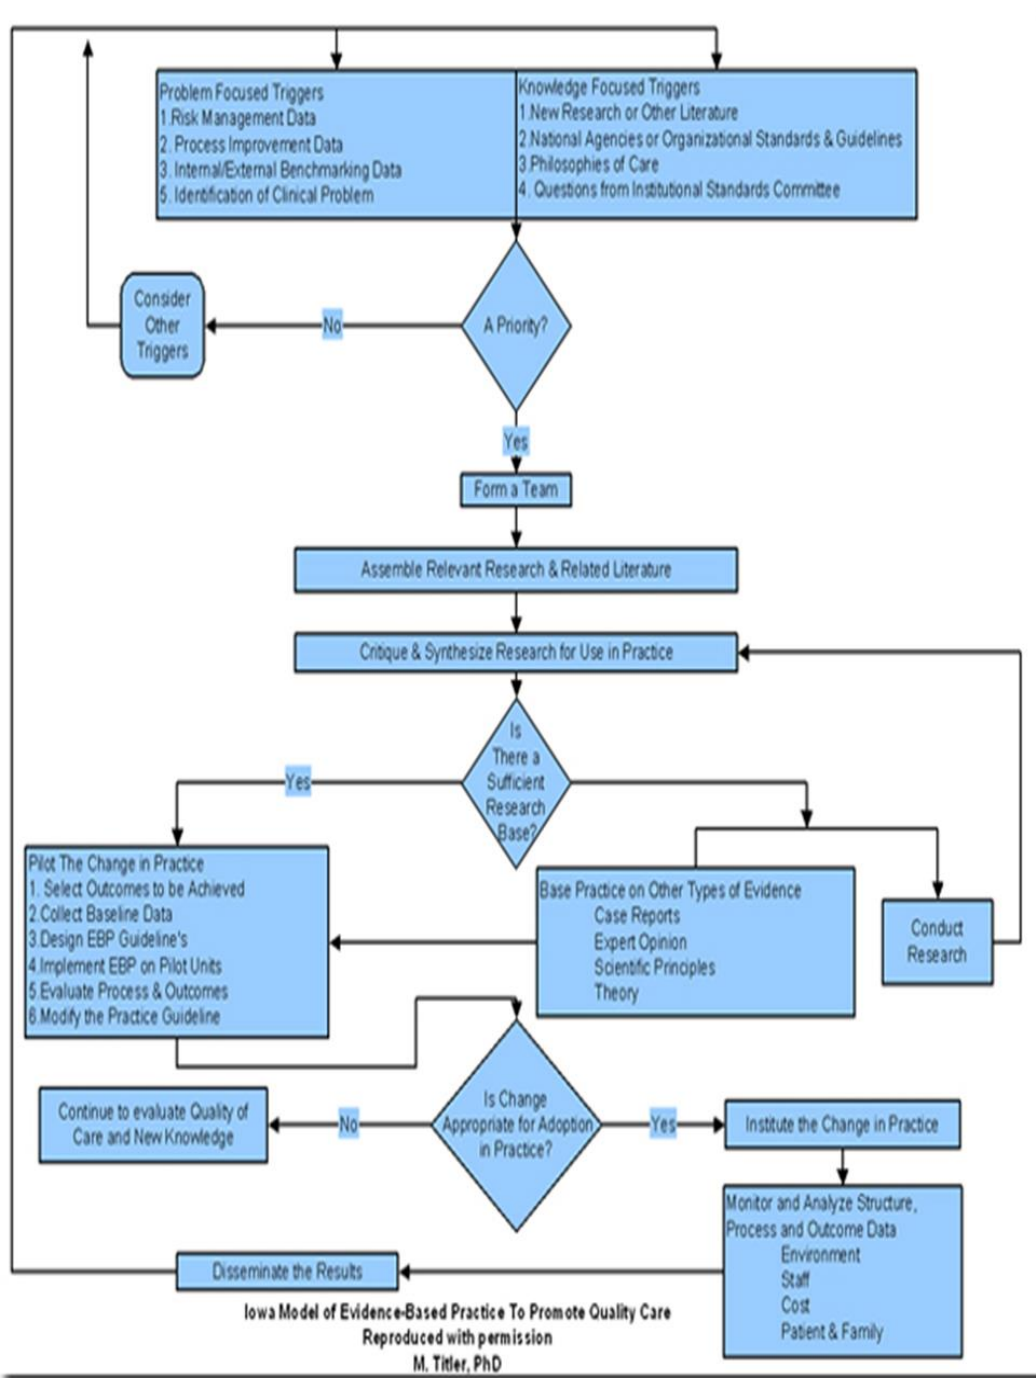 Problem Focused Triggers
1.Risk Management Data
2. Process Improvement Data
3. Internal/External Benchmarking Data
5. Identification of Clinical Problem
Knowledge Focused Triggers
1.New Research or Other Literature
2.National Agencies or Organizational Standards & Guidelines
3.Philosophies of Care
4. Questions from Institutional Standards Committee
A Priority?
No
Consider
Other
Triggers
Yes
Form a Team
Assemble Relevant Research & Related Literature
Critique & Synthesize Research for Use in Practice
Is
There a
Sufficient
Research
Base?
Yes
Pilot The Change in Practice
1. Select Outcomes to be Achieved
2.Collect Baseline Data
3.Design EBP Guideline's
4.Implement EBP on Pilot Units
5.Evaluate Process & Outcomes
6.Modify the Practice Guideline
Base Practice on Other Types of Evidence
Case Reports
Expert Opinion
Scientific Principles
Theory
Conduct
Research
Is Change
Appropriate for Adoption
in Practice?
No
Continue to evaluate Quality of
Care and New Knowledge
Yes
Institute the Change in Practice
Monitor and Analyze Structure,
Process and Outcome Data
Environment
Staff
Cost
Patient & Family
Disseminate the Results
Iowa Model of Evidence-Based Practice To Promote Quality Care
Reproduced with permission
M. Titler, PhD